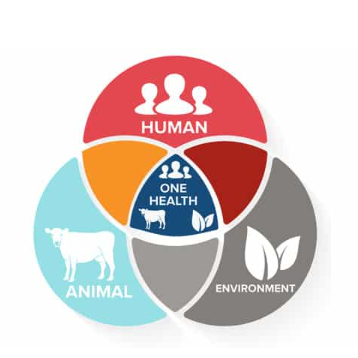 HUMAN
ONE
HEALTH
ANIMAL
ENVIRONMENT